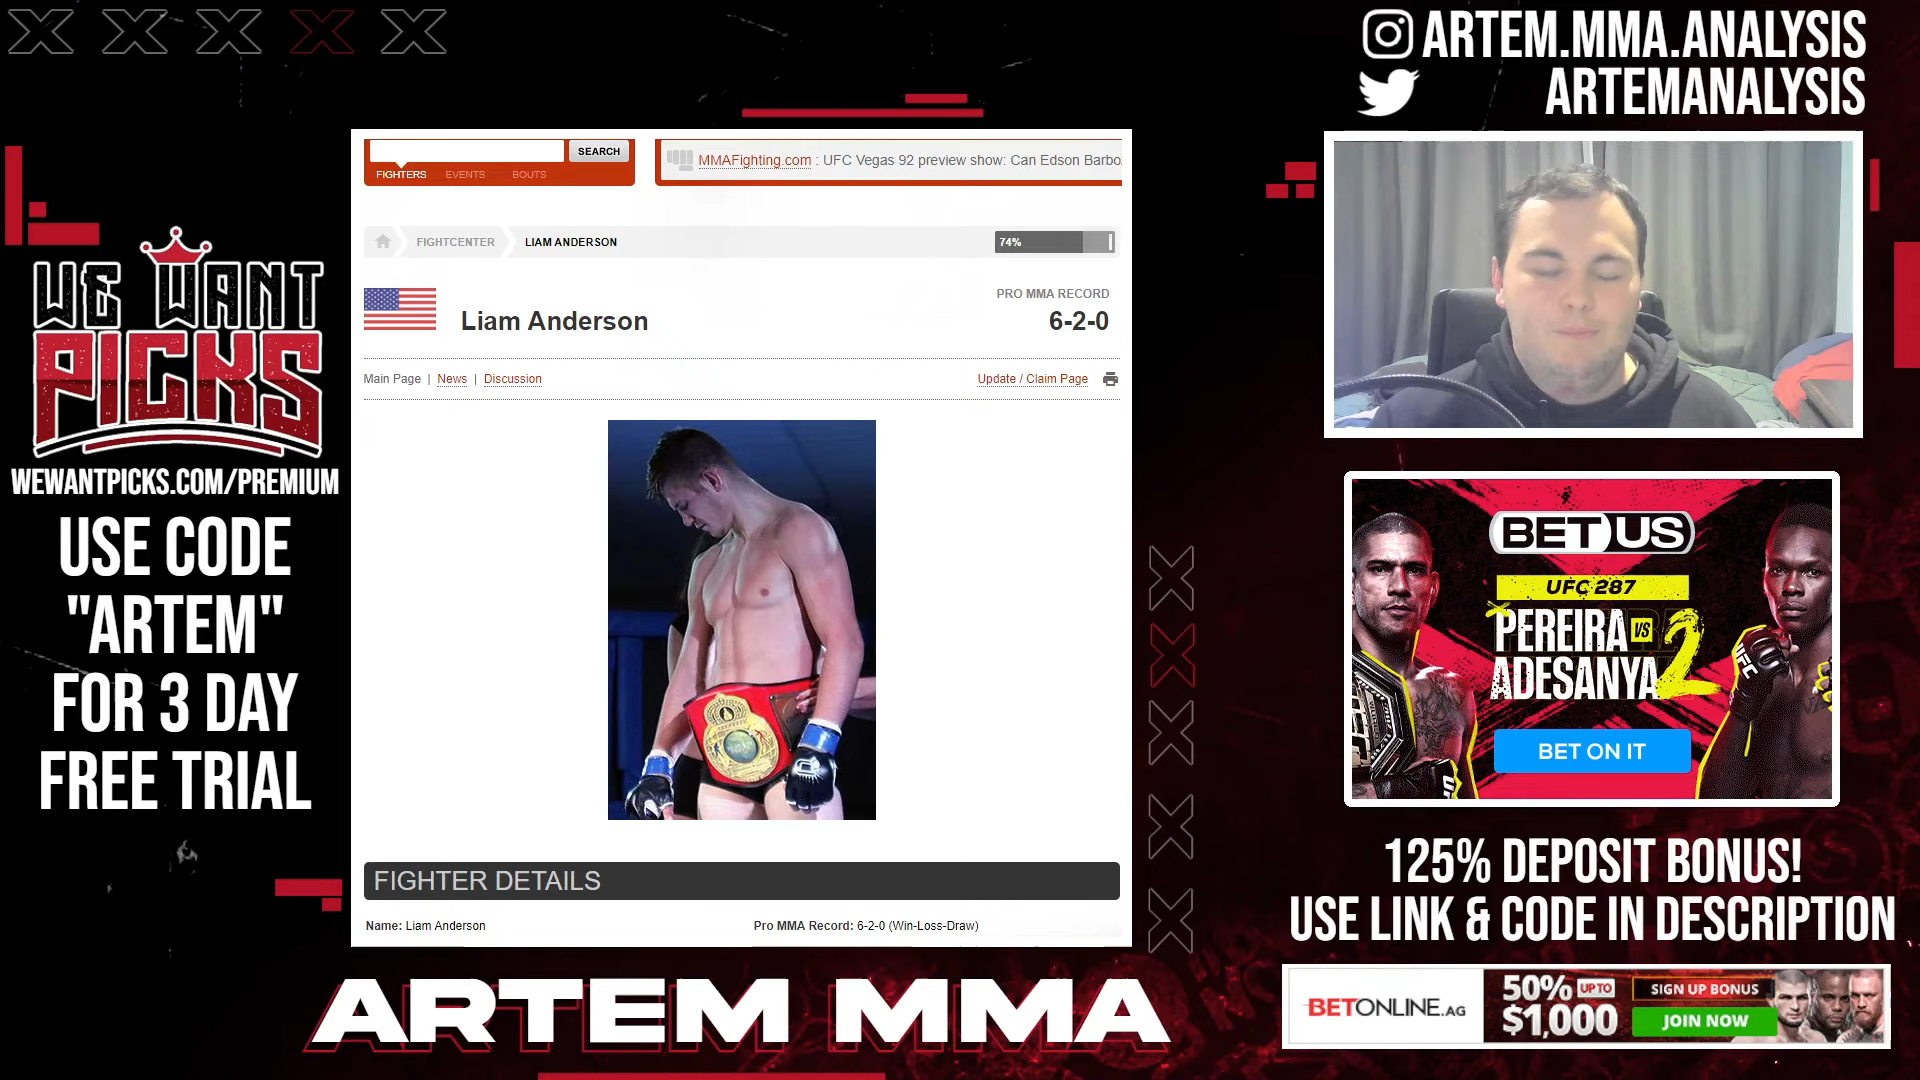 ARTEM.MMA.ANALYSIS
ARTEMANALYSIS
WE WANT
PICKS
WEWANTPICKS.COM/PREMIUM
USE CODE
"ARTEM"
FOR 3 DAY
FREE TRIAL
SEARCH
FIGHTERS EVENTS BOUTS
MMAFighting.com : UFC Vegas 92 preview show: Can Edson Barbo
FIGHTCENTER LIAM ANDERSON
74%
PRO MMA RECORD
Liam Anderson
6-2-0
Main Page | News | Discussion
Update / Claim Page
FIGHTER DETAILS
Name: Liam Anderson
Pro MMA Record: 6-2-0 (Win-Loss-Draw)
ARTEM MMA
BETUS
UFC 287
PEREIRA VS
ADESANYA 2
BET ON IT
125% DEPOSIT BONUS!
USE LINK & CODE IN DESCRIPTION
BETONLINE.AG
50% UP TO
$1,000
SIGN UP BONUS
JOIN NOW